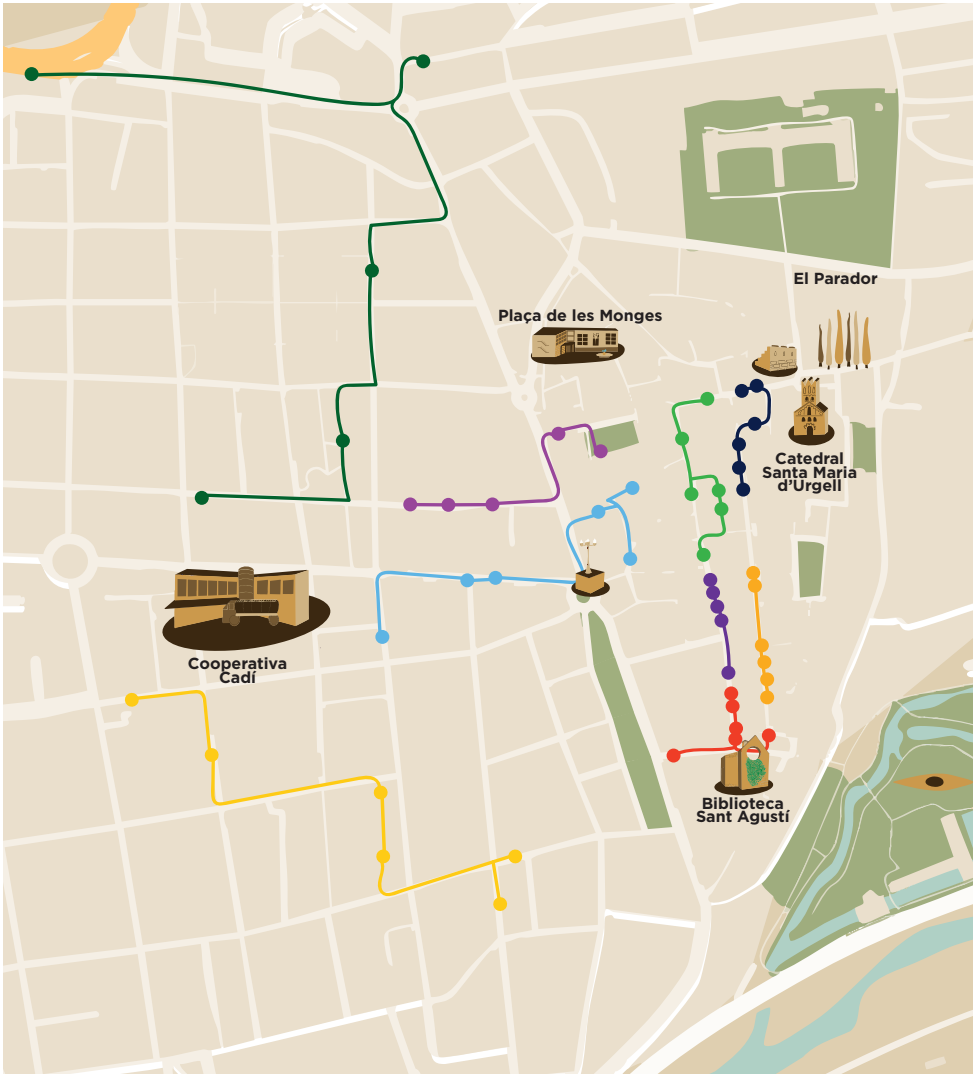 El Parador
Plaça de les Monges
Catedral
Santa Maria
d'Urgell
Cooperativa
Cadí
Biblioteca
Sant Agustí